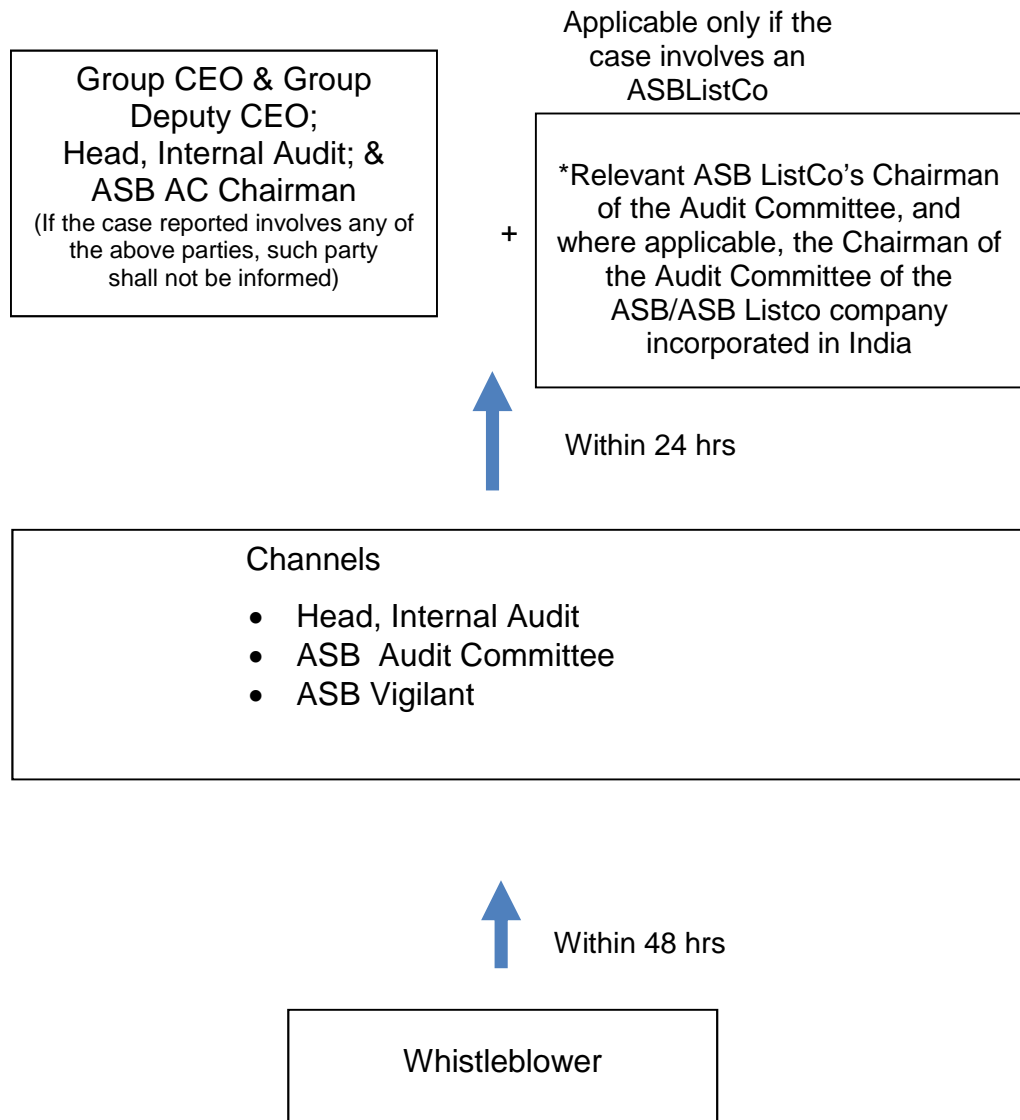 Applicable only if the
case involves an
ASBListCo
Group CEO & Group
Deputy CEO;
Head, Internal Audit; &
ASB AC Chairman
(If the case reported involves any of
the above parties, such party
shall not be informed)
+
*Relevant ASB ListCo's Chairman
of the Audit Committee, and
where applicable, the Chairman of
the Audit Committee of the
ASB/ASB Listco company
incorporated in India
Within 24 hrs
Channels
• Head, Internal Audit
• ASB  Audit Committee
• ASB Vigilant
Within 48 hrs
Whistleblower